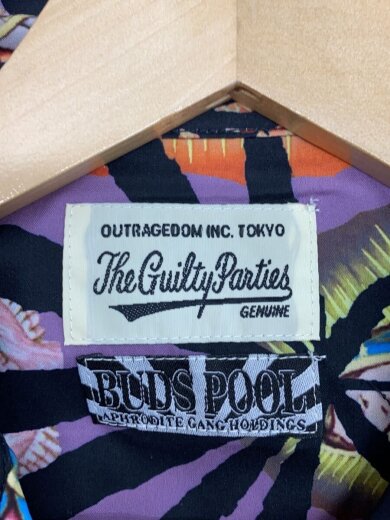 OUTRAGEDOM INC. TOKYO
The Guilty Parties
GENUINE
BUDS POOL
APHRODITE GANG HOLDINGS